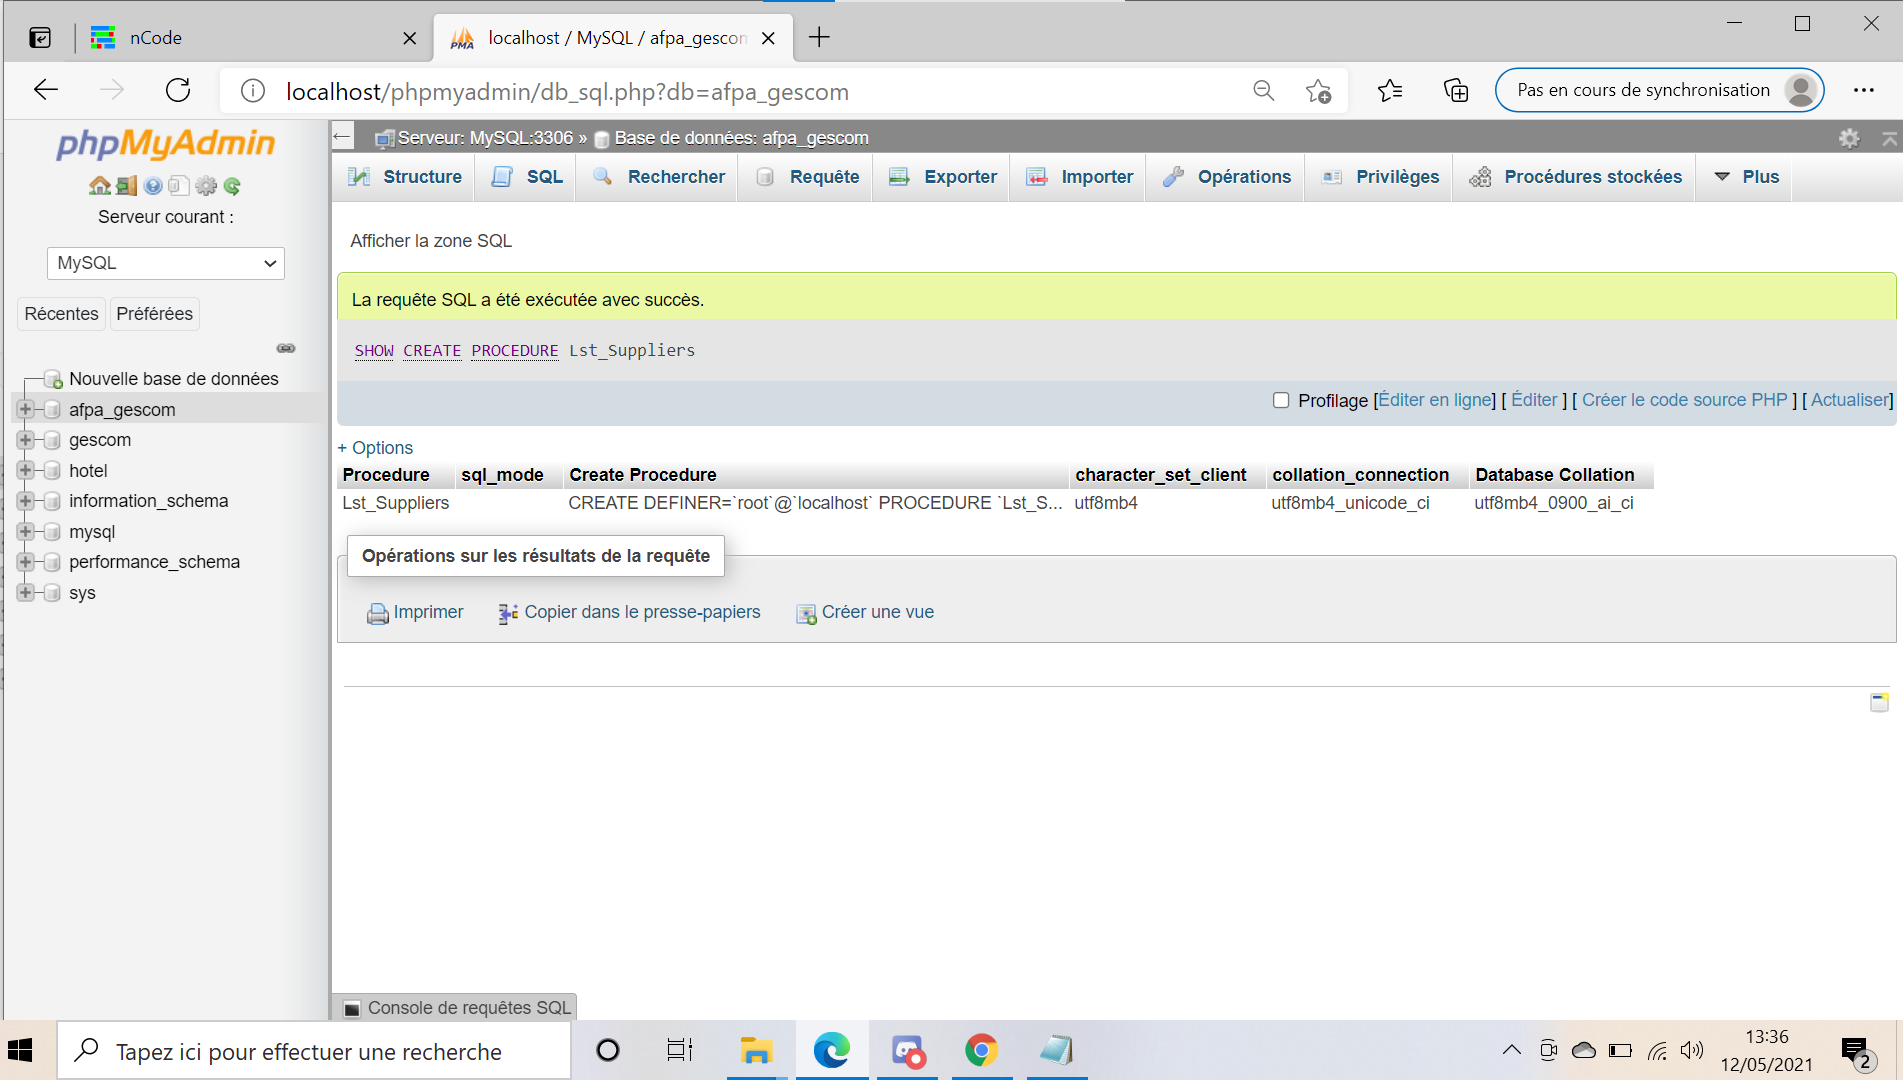 nCode
localhost / MySQL / afpa_gescom
localhost/phpmyadmin/db_sql.php?db=afpa_gescom
Pas en cours de synchronisation
phpMyAdmin
Serveur courant :
MySQL
Récentes Préférées
Nouvelle base de données
afpa_gescom
gescom
hotel
information_schema
mysql
performance_schema
sys
Serveur: MySQL:3306 » Base de données: afpa_gescom
Structure SQL Rechercher Requête Exporter Importer Opérations Privilèges Procédures stockées Plus
Afficher la zone SQL
La requête SQL a été exécutée avec succès.
SHOW CREATE PROCEDURE Lst_Suppliers
Profilage [Éditer en ligne] [ Éditer ] [ Créer le code source PHP ] [ Actualiser]
+ Options
Procedure sql_mode Create Procedure character_set_client collation_connection Database Collation
Lst_Suppliers CREATE DEFINER=`root`@`localhost` PROCEDURE `Lst_S... utf8mb4 utf8mb4_unicode_ci utf8mb4_0900_ai_ci
Opérations sur les résultats de la requête
Imprimer Copier dans le presse-papiers Créer une vue
Console de requêtes SQL
Tapez ici pour effectuer une recherche
13:36
12/05/2021
2